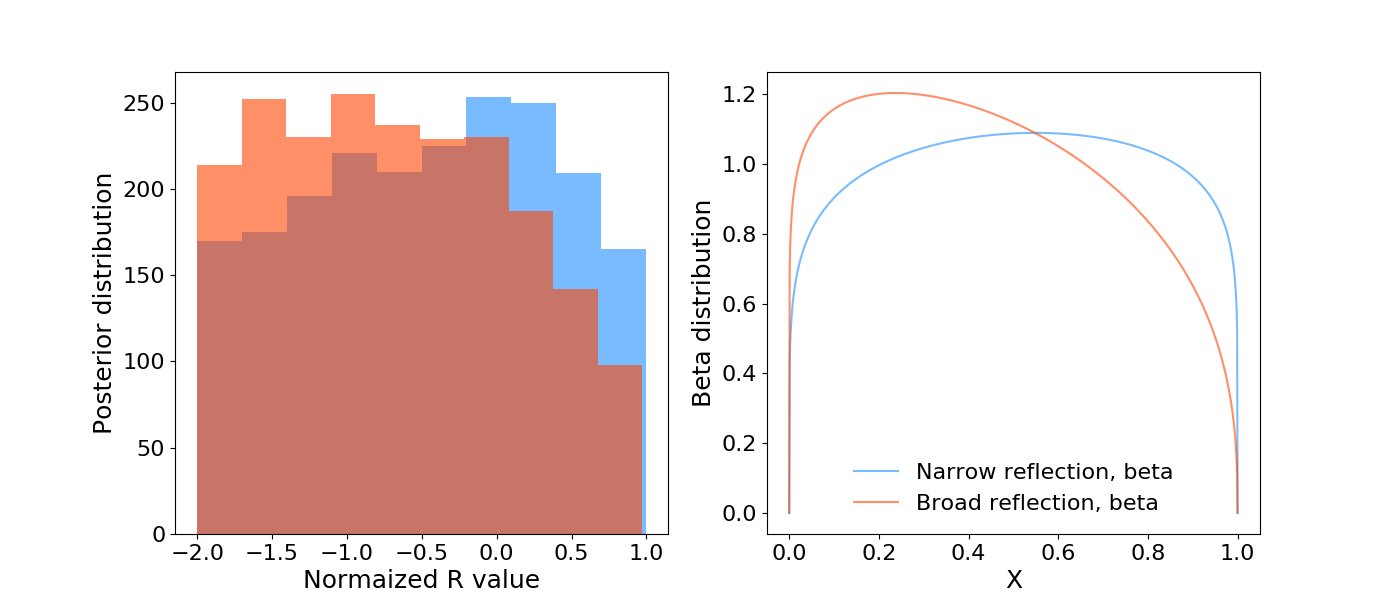 Posterior distribution
250
200
150
100
50
0
−2.0 −1.5 −1.0 −0.5 0.0 0.5 1.0
Normaized R value
Beta distribution
1.2
1.0
0.8
0.6
0.4
0.2
0.0
Narrow reflection, beta
Broad reflection, beta
0.0 0.2 0.4 0.6 0.8 1.0
X